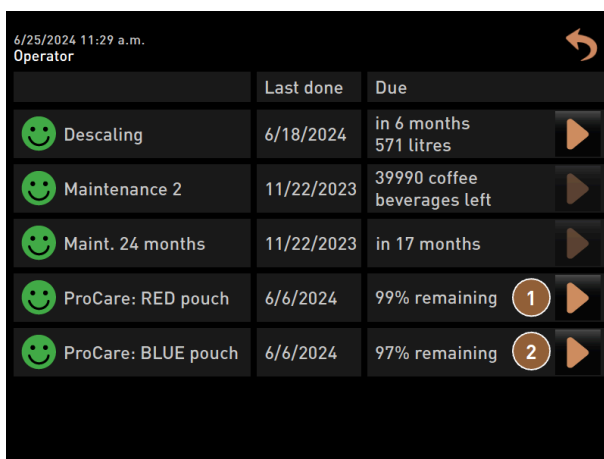 6/25/2024 11:29 a.m.
Operator
Last done Due
Descaling 6/18/2024 in 6 months
571 litres
Maintenance 2 11/22/2023 39990 coffee
beverages left
Maint. 24 months 11/22/2023 in 17 months
ProCare: RED pouch 6/6/2024 99% remaining 1
ProCare: BLUE pouch 6/6/2024 97% remaining 2